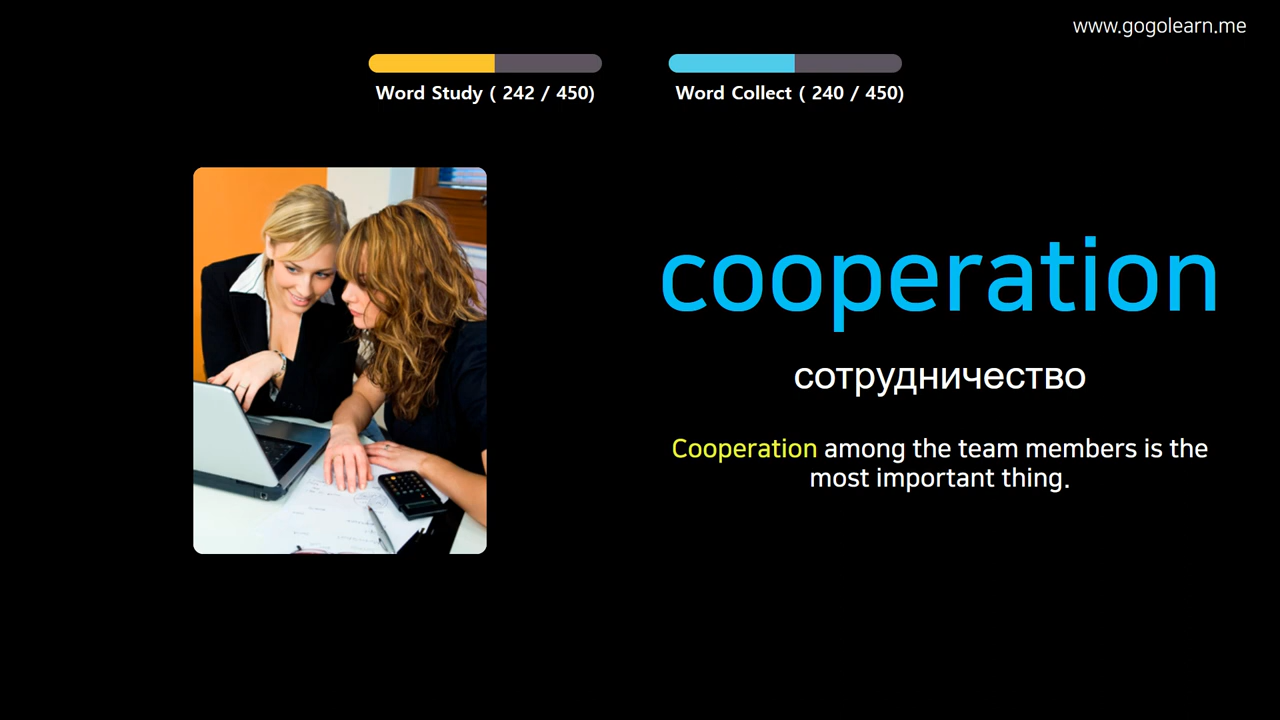 www.gogolearn.me
Word Study ( 242 / 450)
Word Collect ( 240 / 450)
cooperation
сотрудничество
Cooperation among the team members is the
most important thing.